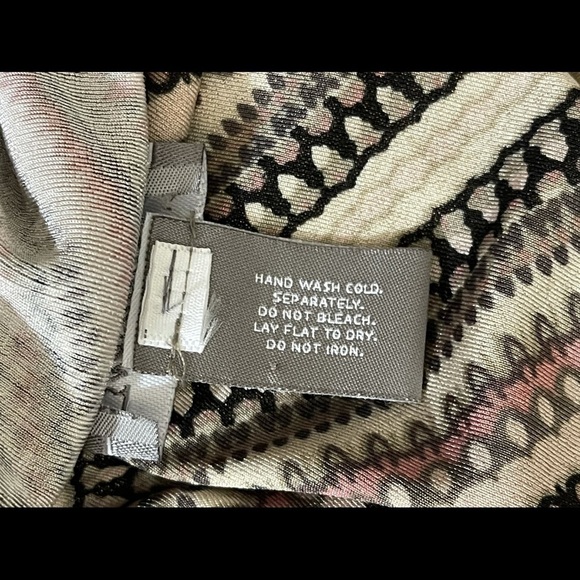 HAND WASH COLD.
SEPARATELY.
DO NOT BLEACH.
LAY FLAT TO DRY.
DO NOT IRON.